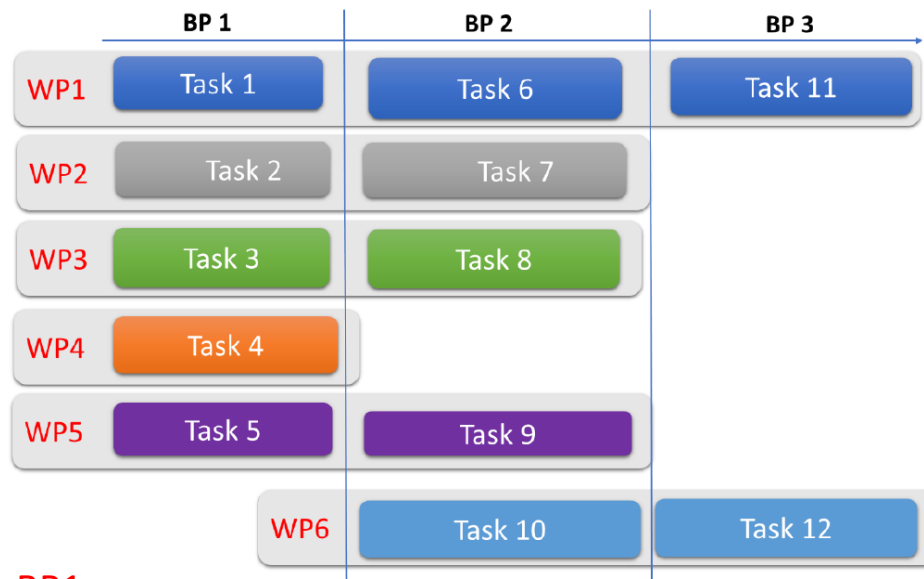 BP 1 BP 2 BP 3
WP1 Task 1 Task 6 Task 11
WP2 Task 2 Task 7
WP3 Task 3 Task 8
WP4 Task 4
WP5 Task 5 Task 9
WP6 Task 10 Task 12
BP1